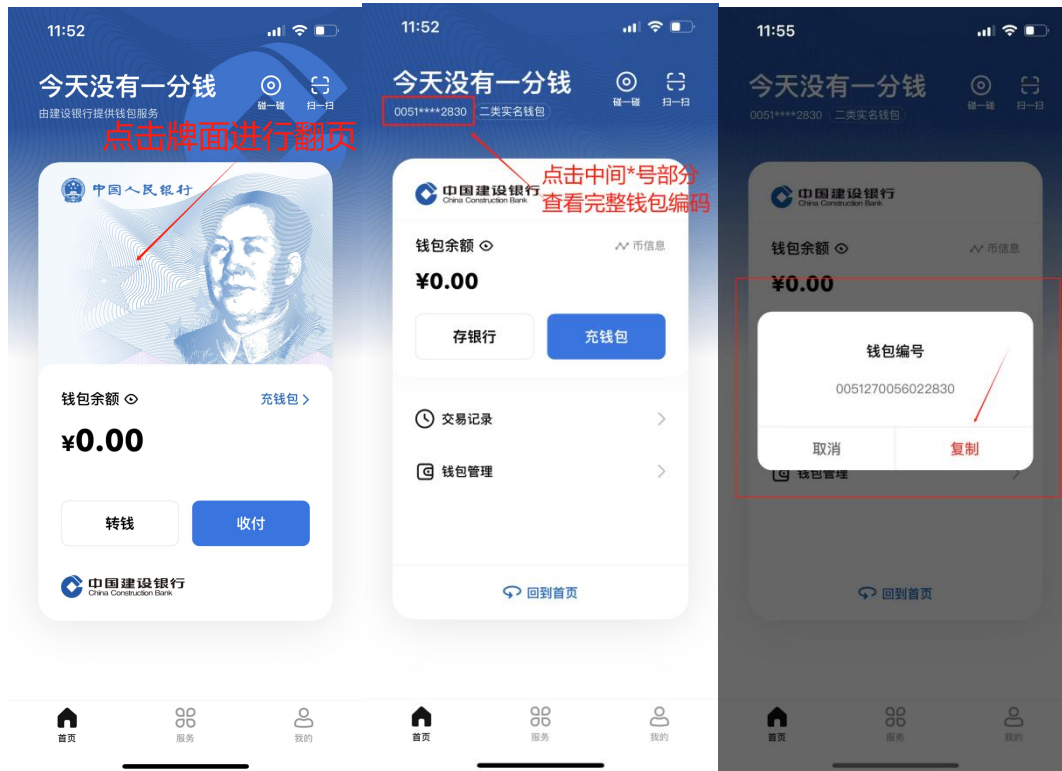 11:52
今天没有一分钱
碰一碰
扫一扫
由建设银行提供钱包服务
点击牌面进行翻页
中国人民银行
钱包余额
充钱包
¥0.00
转钱
收付
中国建设银行
China Construction Bank
首页
服务
我的
11:52
今天没有一分钱
碰一碰
扫一扫
0051****2830
二类实名钱包
点击中间*号部分
查看完整钱包编码
中国建设银行
China Construction Bank
钱包余额
币信息
¥0.00
存银行
充钱包
交易记录
钱包管理
回到首页
首页
服务
我的
11:55
今天没有一分钱
碰一碰
扫一扫
0051****2830
二类实名钱包
中国建设银行
China Construction Bank
钱包余额
币信息
¥0.00
钱包编号
0051270056022830
取消
复制
钱包管理
回到首页
首页
服务
我的